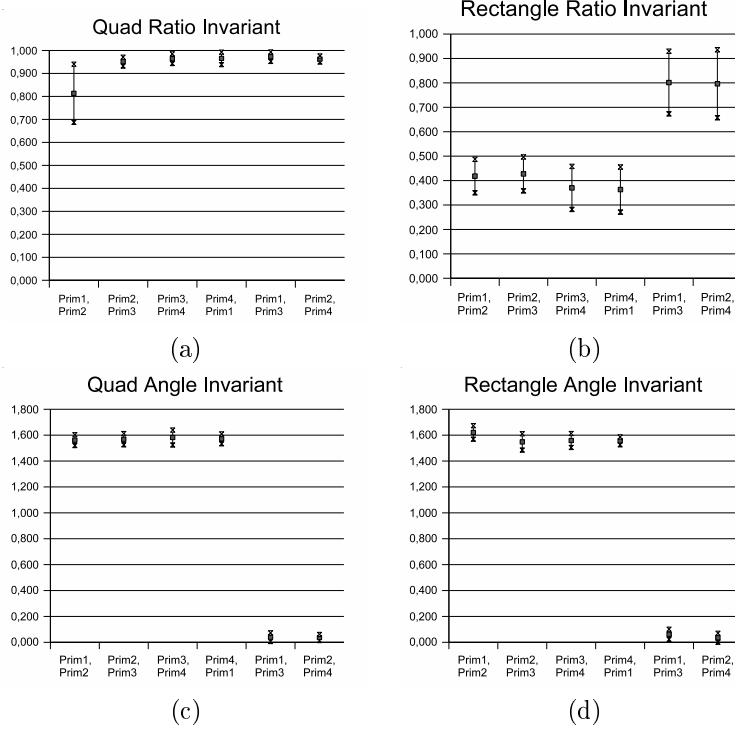 Quad Ratio Invariant
1,000
0,900
0,800
0,700
0,600
0,500
0,400
0,300
0,200
0,100
0,000
Prim1, Prim2, Prim3, Prim4, Prim1, Prim2,
Prim2 Prim3 Prim4 Prim1 Prim3 Prim4
(a)
Rectangle Ratio Invariant
1,000
0,900
0,800
0,700
0,600
0,500
0,400
0,300
0,200
0,100
0,000
Prim1, Prim2, Prim3, Prim4, Prim1, Prim2,
Prim2 Prim3 Prim4 Prim1 Prim3 Prim4
(b)
Quad Angle Invariant
1,800
1,600
1,400
1,200
1,000
0,800
0,600
0,400
0,200
0,000
Prim1, Prim2, Prim3, Prim4, Prim1, Prim2,
Prim2 Prim3 Prim4 Prim1 Prim3 Prim4
(c)
Rectangle Angle Invariant
1,800
1,600
1,400
1,200
1,000
0,800
0,600
0,400
0,200
0,000
Prim1, Prim2, Prim3, Prim4, Prim1, Prim2,
Prim2 Prim3 Prim4 Prim1 Prim3 Prim4
(d)